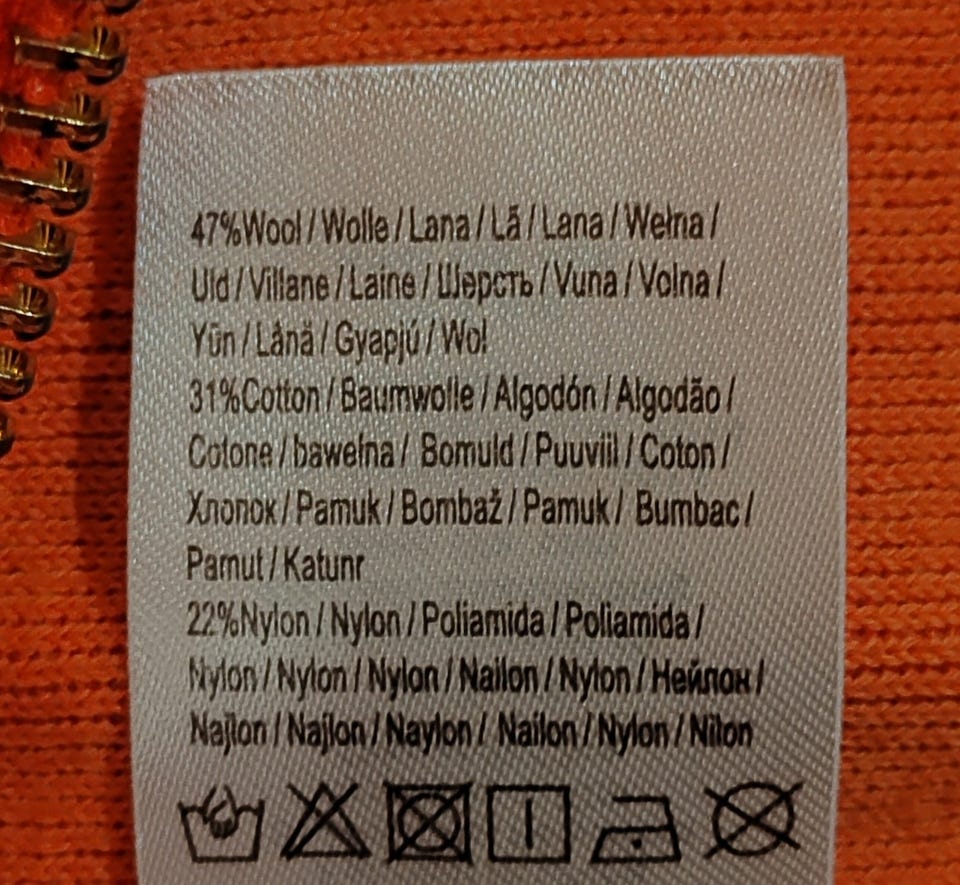 47%Wool / Wolle / Lana / Lã / Lana / Wełna /
Uld / Villane / Laine / Шерсть / Vuna / Volna /
Yün / Lână / Gyapjú / Wol
31%Cotton / Baumwolle / Algodón / Algodão /
Cotone / bawełna / Bomuld / Puuviil / Coton /
Хлопок / Pamuk / Bombaž / Pamuk / Bumbac /
Pamut / Katunr
22%Nylon / Nylon / Poliamida / Poliamida /
Nylon / Nylon / Nylon / Nailon / Nylon / Нейлон /
Najlon / Najlon / Naylon / Nailon / Nylon / Nilon